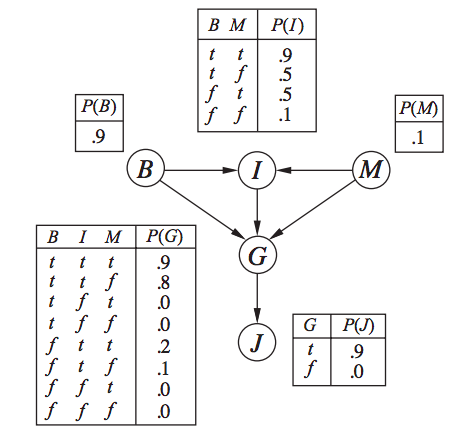 B M P(I)
t t .9
t f .5
f t .5
f f .1
P(B)
.9
P(M)
.1
B
I
M
G
J
B I M P(G)
t t t .9
t t f .8
t f t .0
t f f .0
f t t .2
f t f .1
f f t .0
f f f .0
G P(J)
t .9
f .0